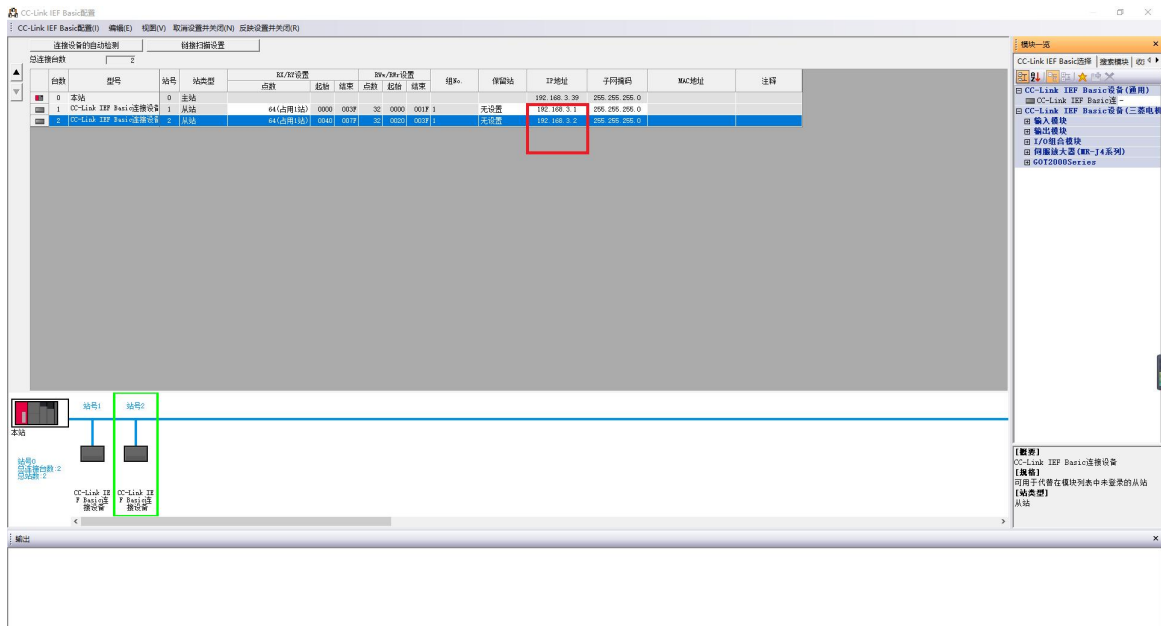 CC-Link IEF Basic配置
CC-Link IEF Basic配置(I) 编辑(E) 视图(V) 取消设置并关闭(N) 反映设置并关闭(R)
连接设备的自动检测 链接扫描设置
总连接台数 2
台数 型号 站号 站类型 RX/RY设置 RWw/RWr设置 组No. 保留站 IP地址 子网掩码 MAC地址 注释
点数 起始 结束 点数 起始 结束
0 本站 0 主站 192.168.3.39 255.255.255.0
1 CC-Link IEF Basic连接设备 1 从站 64(占用1站) 0000 003F 32 0000 001F 1 无设置 192.168.3.1 255.255.255.0
2 CC-Link IEF Basic连接设备 2 从站 64(占用1站) 0040 007F 32 0020 003F 1 无设置 192.168.3.2 255.255.255.0
站号1 站号2
本站
站号0
总连接台数:2
总站数:2
CC-Link IE
F Basic连
接设备
CC-Link IE
F Basic连
接设备
模块一览
CC-Link IEF Basic选择 搜索模块
CC-Link IEF Basic设备(通用)
CC-Link IEF Basic连
CC-Link IEF Basic设备(三菱电机
输入模块
输出模块
I/O组合模块
伺服放大器(MR-J4系列)
GOT2000Series
[概要]
CC-Link IEF Basic连接设备
[规格]
可用于代替在模块列表中未登录的从站
[站类型]
从站
输出